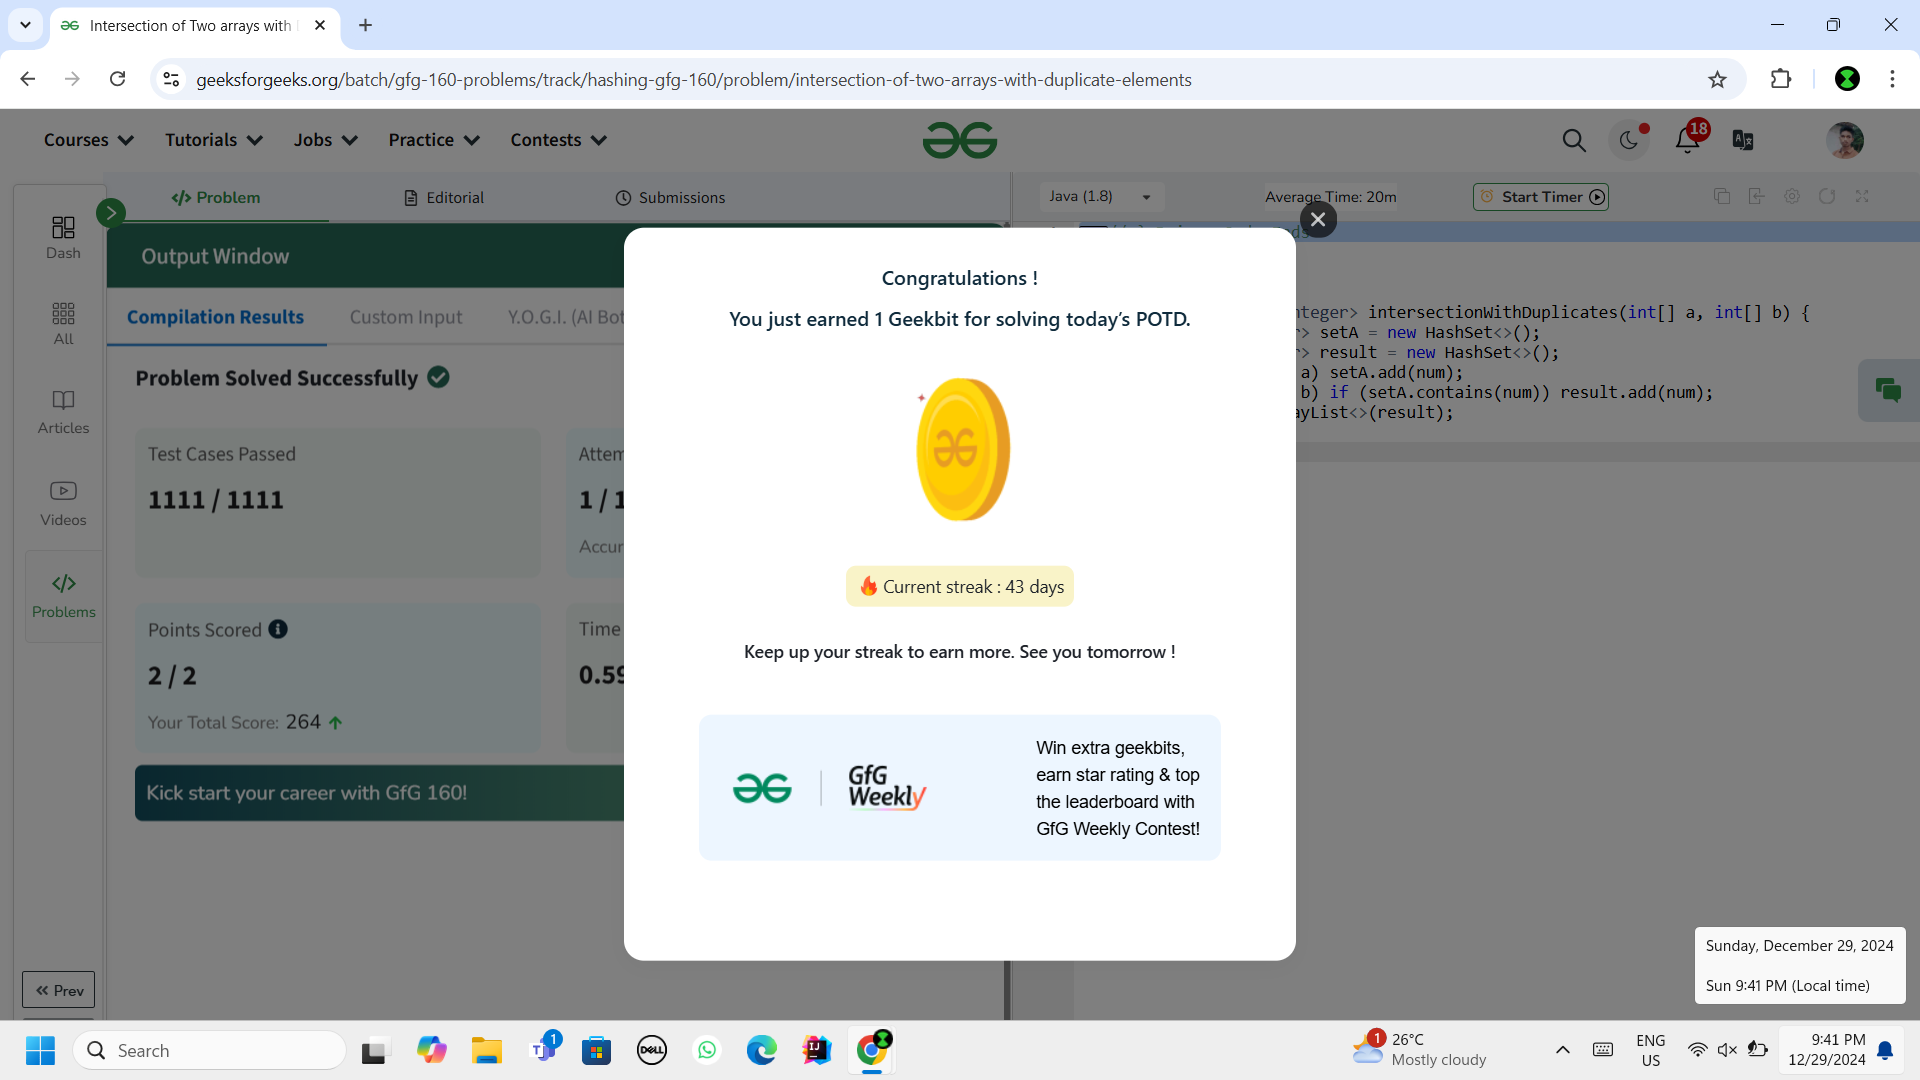 Intersection of Two arrays with
geeksforgeeks.org/batch/gfg-160-problems/track/hashing-gfg-160/problem/intersection-of-two-arrays-with-duplicate-elements
Courses Tutorials Jobs Practice Contests
18
Problem Editorial Submissions
Java (1.8) Average Time: 20m Start Timer
Dash
All
Articles
Videos
Problems
Prev
Output Window
Compilation Results Custom Input Y.O.G.I. (AI Bot
Problem Solved Successfully
Test Cases Passed
1111 / 1111
Attem
1 / 1
Accur
Points Scored
2 / 2
Your Total Score: 264
Time
0.59
Kick start your career with GfG 160!
Congratulations !
You just earned 1 Geekbit for solving today's POTD.
Current streak : 43 days
Keep up your streak to earn more. See you tomorrow !
GfG
Weekly
Win extra geekbits,
earn star rating & top
the leaderboard with
GfG Weekly Contest!
nteger> intersectionWithDuplicates(int[] a, int[] b) {
> setA = new HashSet<>();
> result = new HashSet<>();
a) setA.add(num);
b) if (setA.contains(num)) result.add(num);
ayList<>(result);
Sunday, December 29, 2024
Sun 9:41 PM (Local time)
Search
1
DELL
1
26°C
Mostly cloudy
ENG
US
9:41 PM
12/29/2024